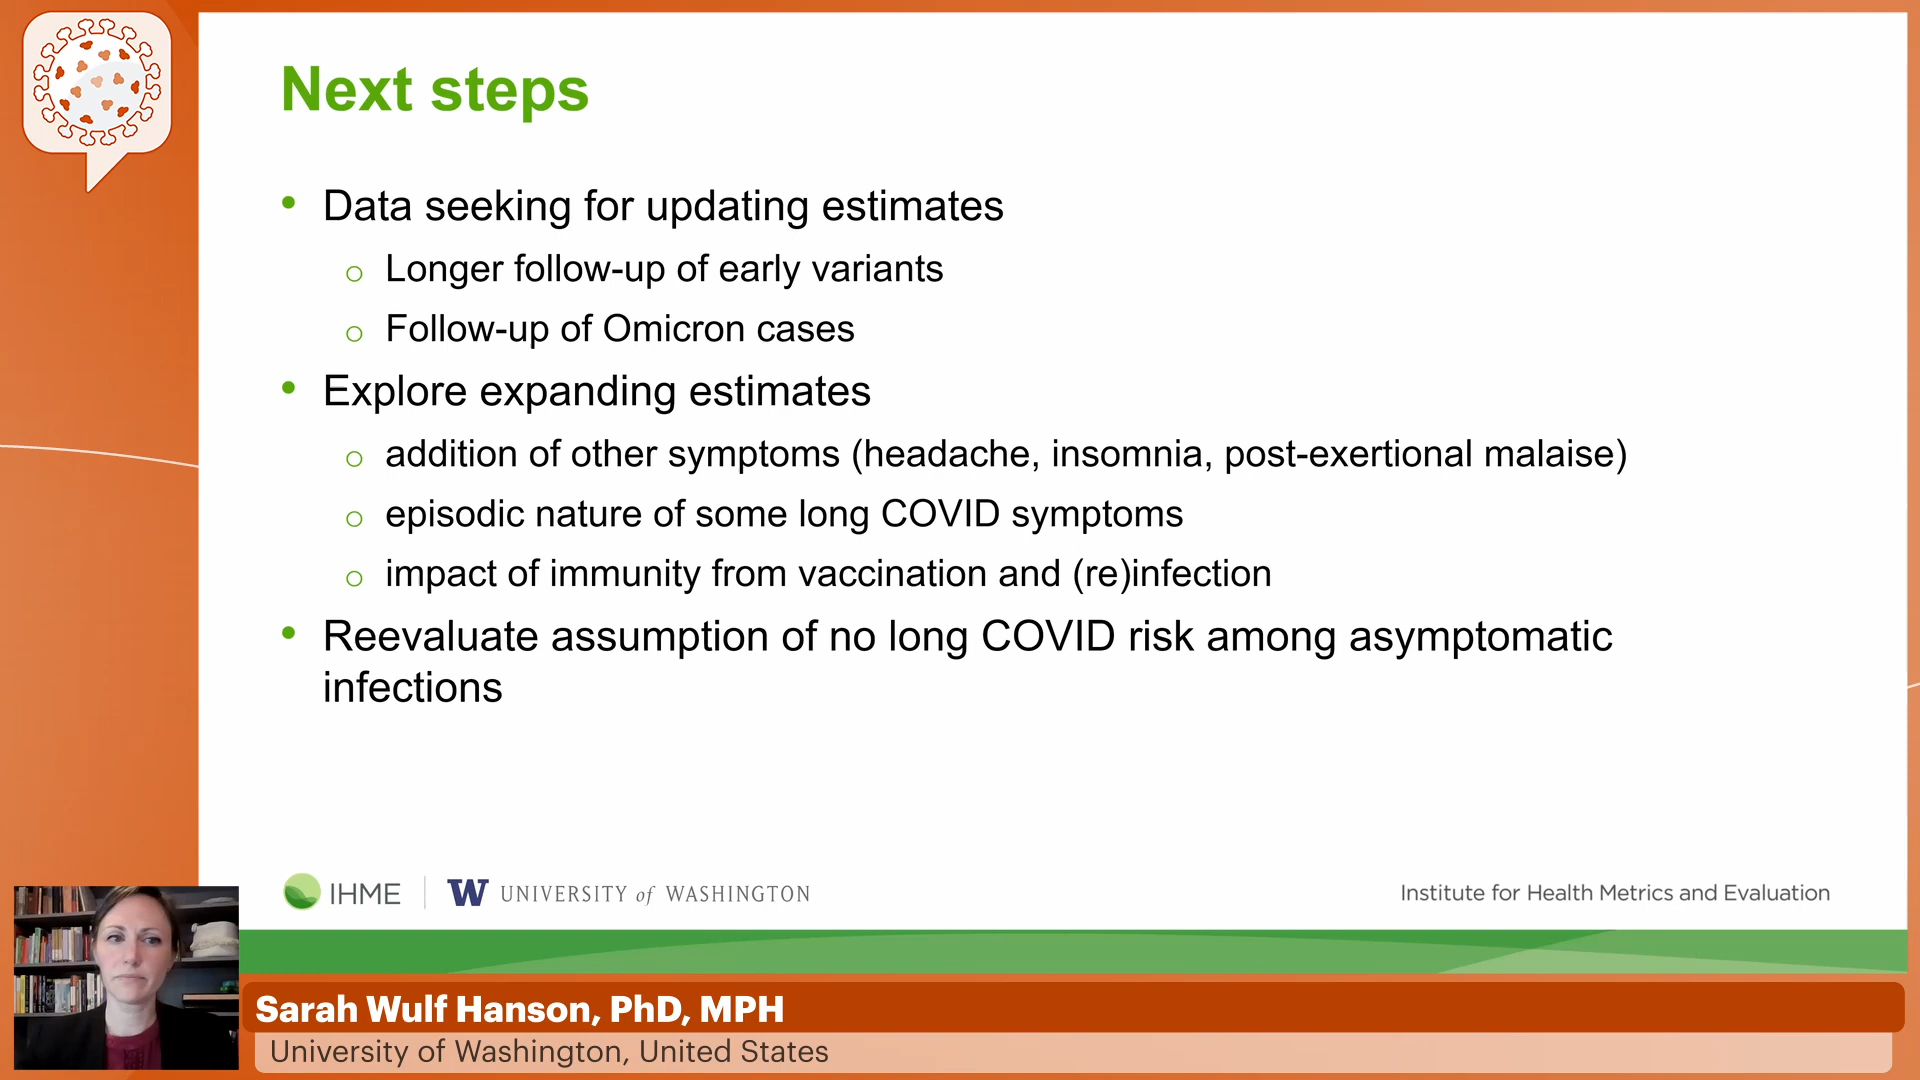 Next steps
• Data seeking for updating estimates
o Longer follow-up of early variants
o Follow-up of Omicron cases
• Explore expanding estimates
o addition of other symptoms (headache, insomnia, post-exertional malaise)
o episodic nature of some long COVID symptoms
o impact of immunity from vaccination and (re)infection
• Reevaluate assumption of no long COVID risk among asymptomatic
infections
IHME | W UNIVERSITY of WASHINGTON
Institute for Health Metrics and Evaluation
Sarah Wulf Hanson, PhD, MPH
University of Washington, United States